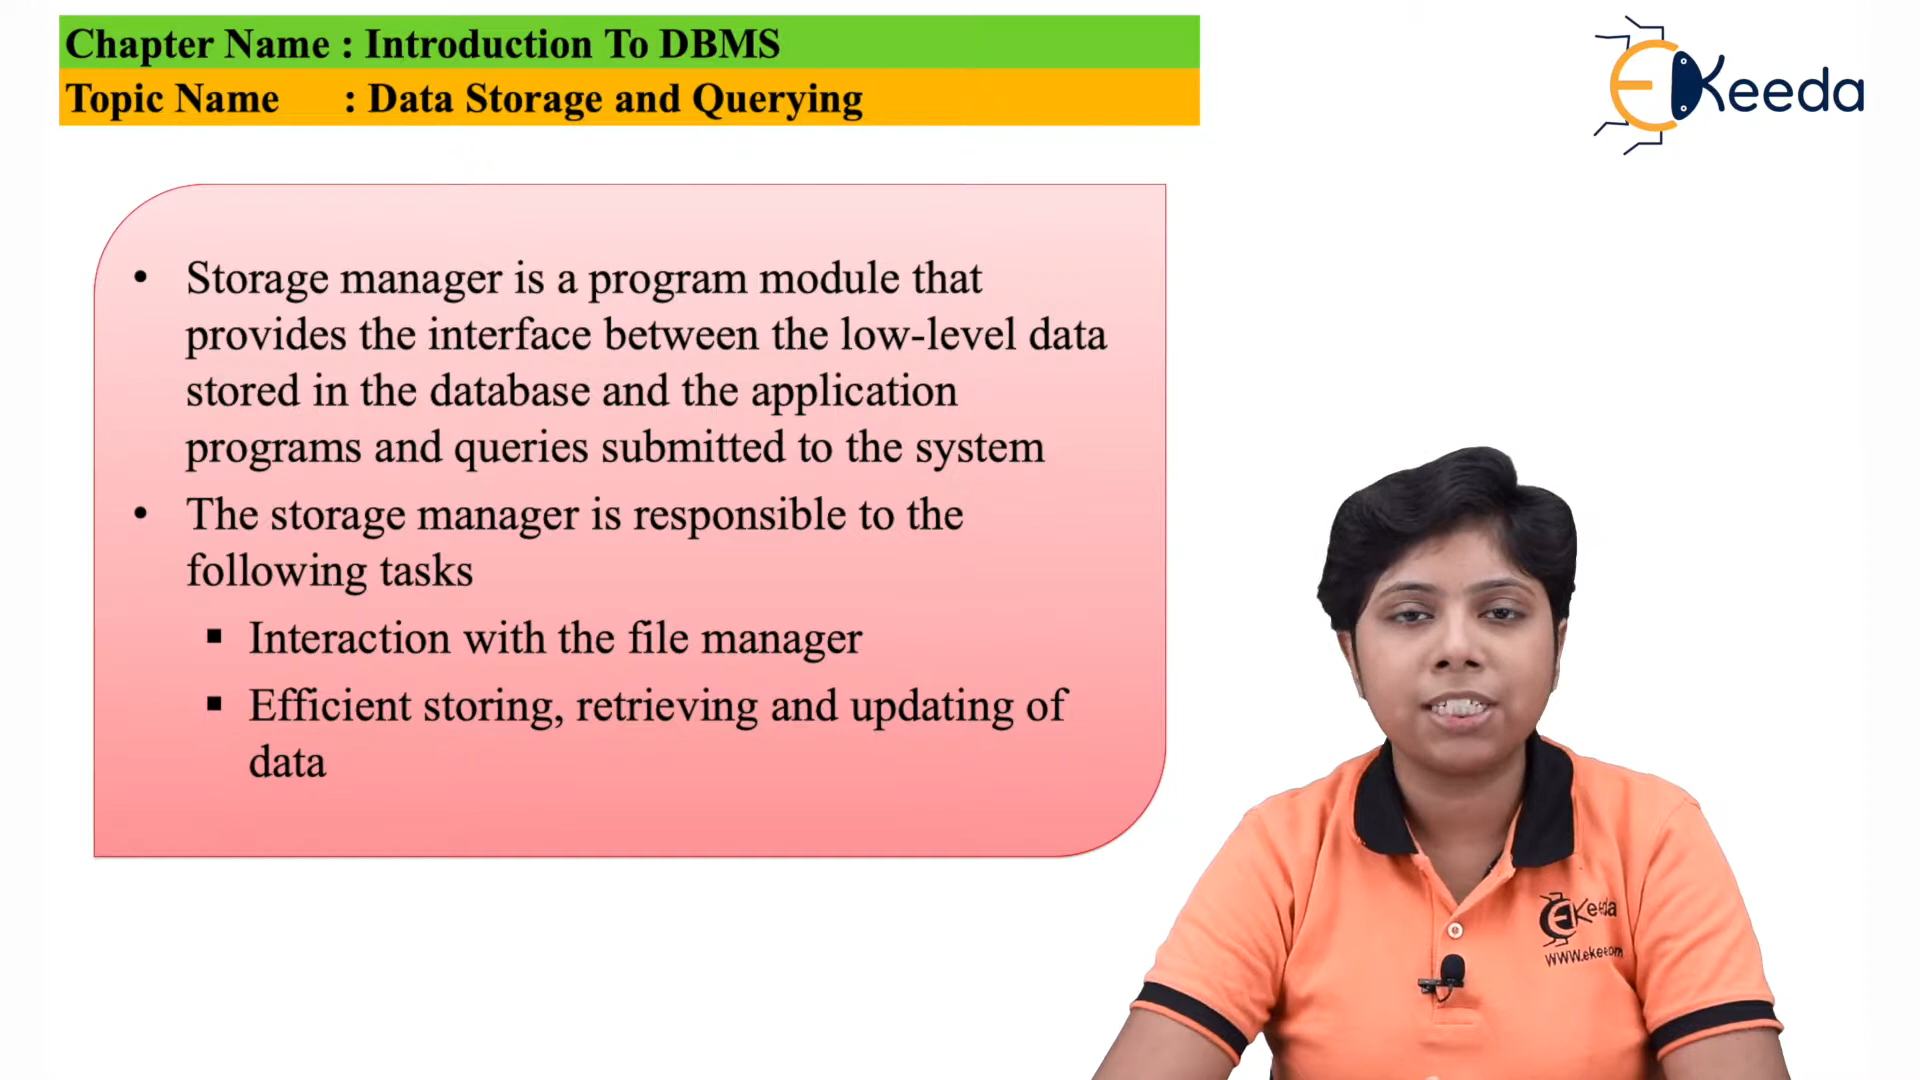 Chapter Name : Introduction To DBMS
Topic Name : Data Storage and Querying
EKeeda
• Storage manager is a program module that
provides the interface between the low-level data
stored in the database and the application
programs and queries submitted to the system
• The storage manager is responsible to the
following tasks
▪ Interaction with the file manager
▪ Efficient storing, retrieving and updating of
data
EKeeda